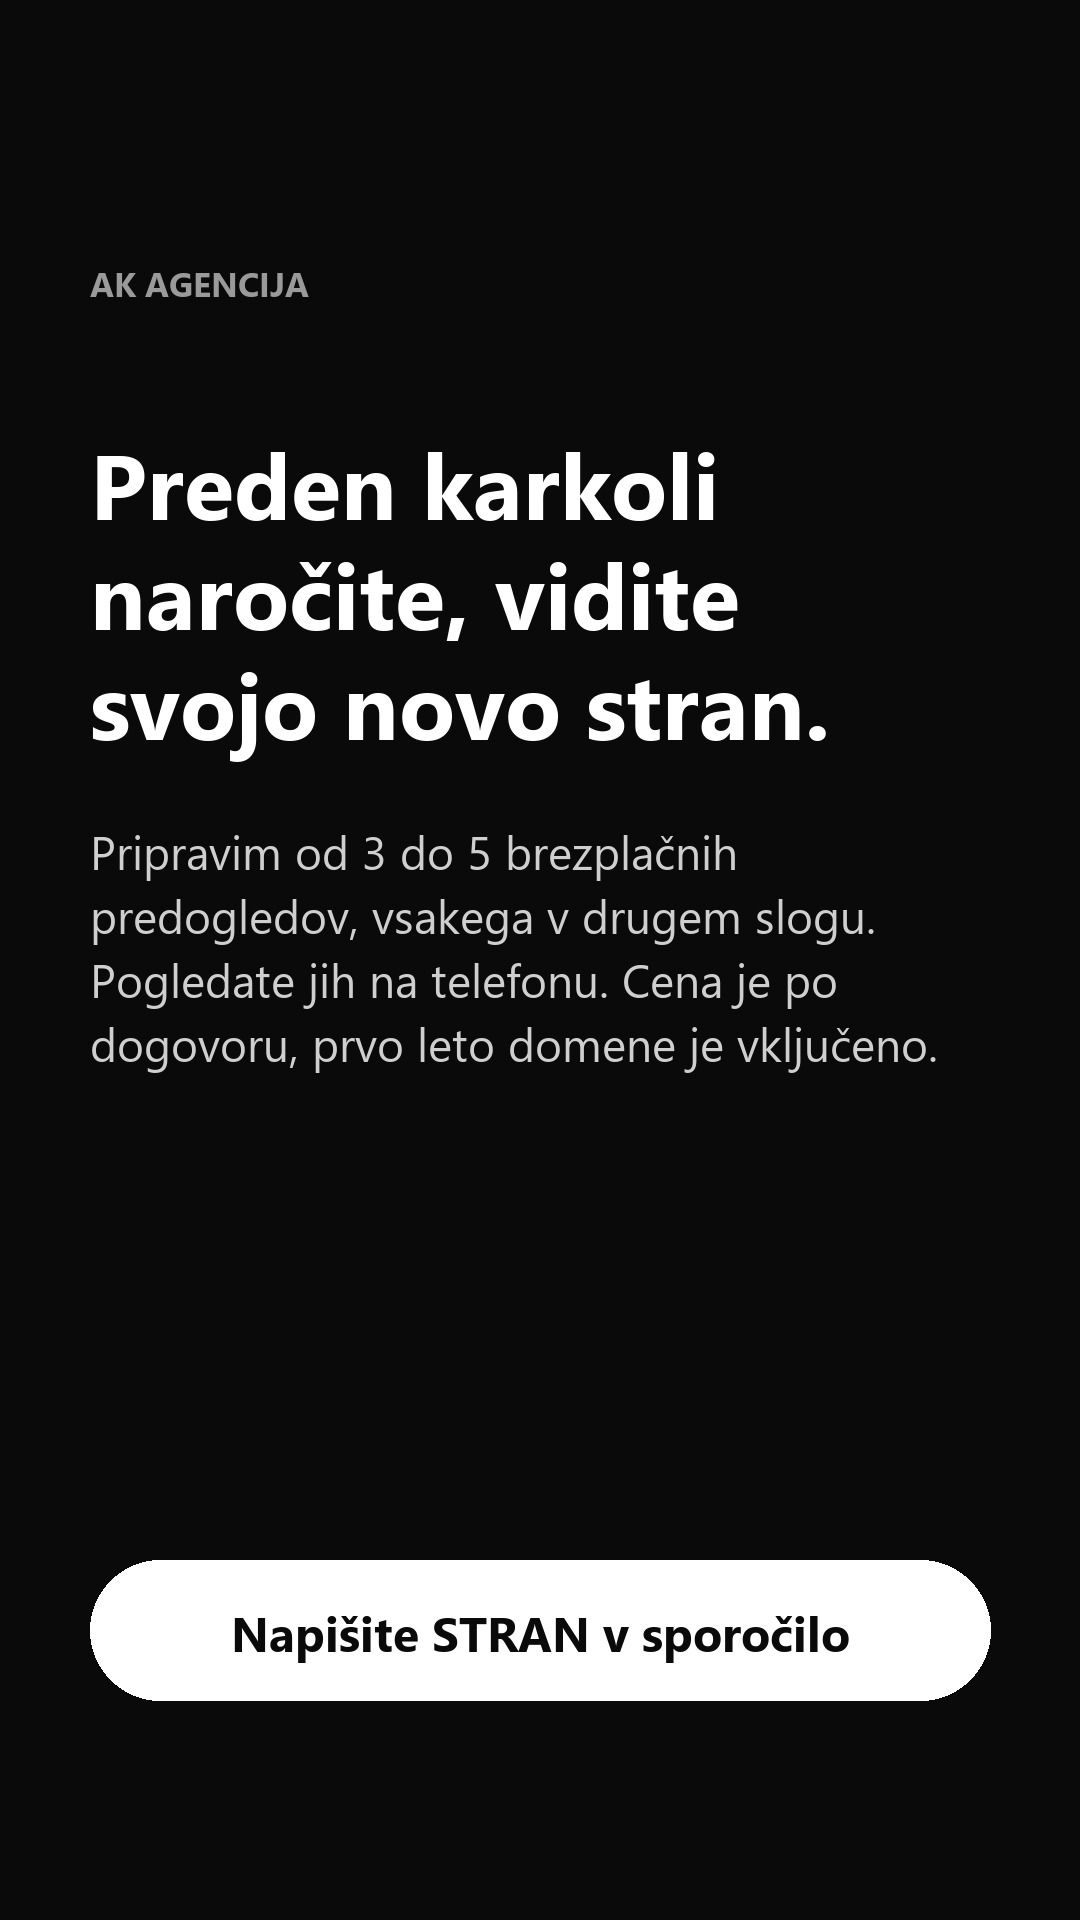 AK AGENCIJA
Preden karkoli
naročite, vidite
svojo novo stran.
Pripravim od 3 do 5 brezplačnih
predogledov, vsakega v drugem slogu.
Pogledate jih na telefonu. Cena je po
dogovoru, prvo leto domene je vključeno.
Napišite STRAN v sporočilo